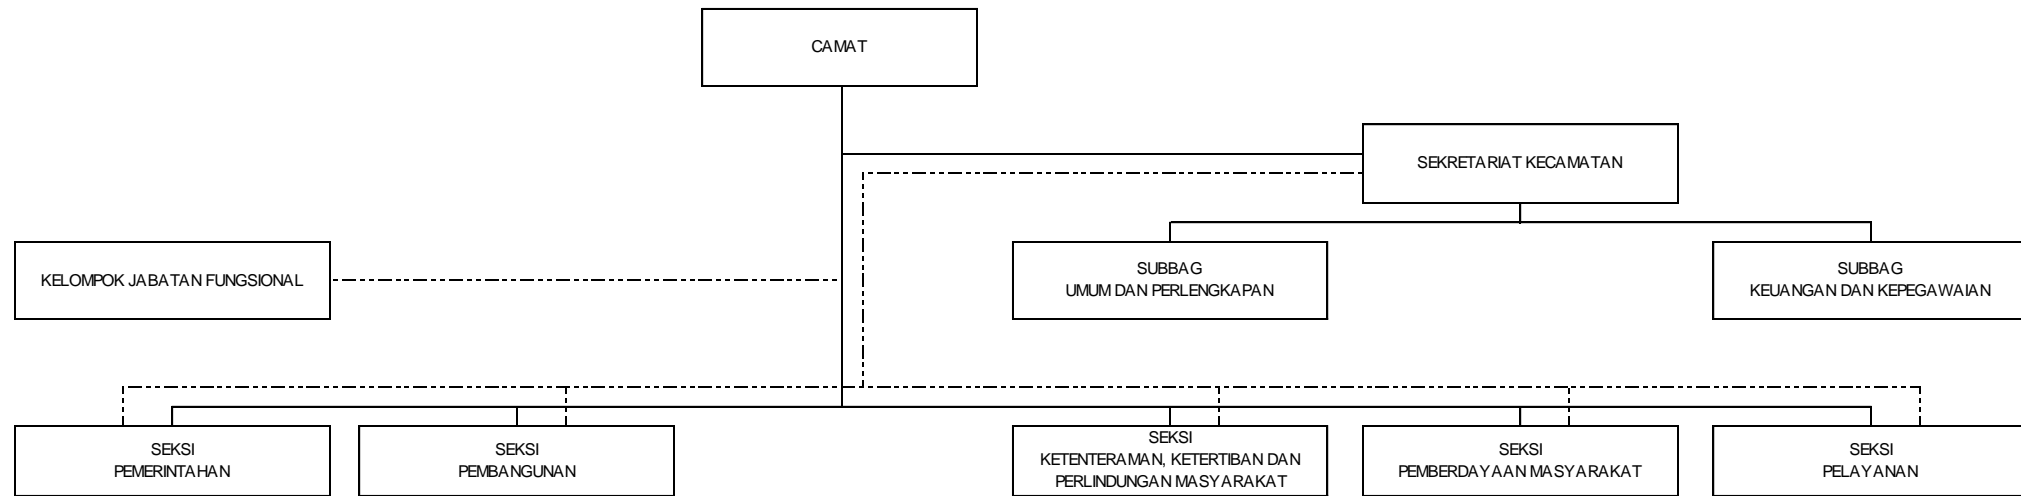 CAMAT
SEKRETARIAT KECAMATAN
KELOMPOK JABATAN FUNGSIONAL
SUBBAG
UMUM DAN PERLENGKAPAN
SUBBAG
KEUANGAN DAN KEPEGAWAIAN
SEKSI
PEMERINTAHAN
SEKSI
PEMBANGUNAN
SEKSI
KETENTERAMAN, KETERTIBAN DAN
PERLINDUNGAN MASYARAKAT
SEKSI
PEMBERDAYAAN MASYARAKAT
SEKSI
PELAYANAN